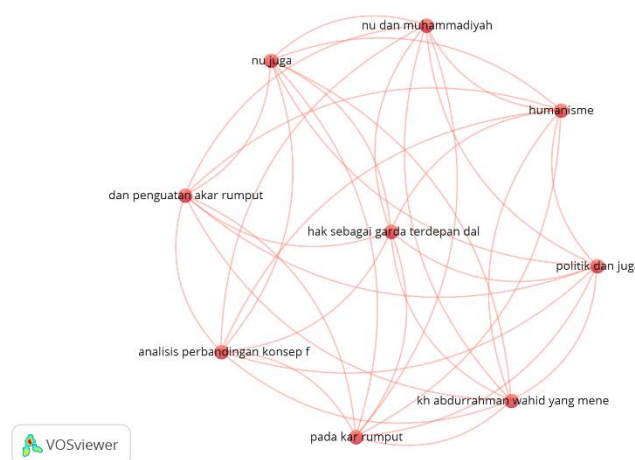 nu dan muhammadiyah
nu juga
humanisme
dan penguatan akar rumput
hak sebagai garda terdepan dal
politik dan juga
analisis perbandingan konsep f
kh abdurrahman wahid yang mene
pada kar rumput
VOSviewer